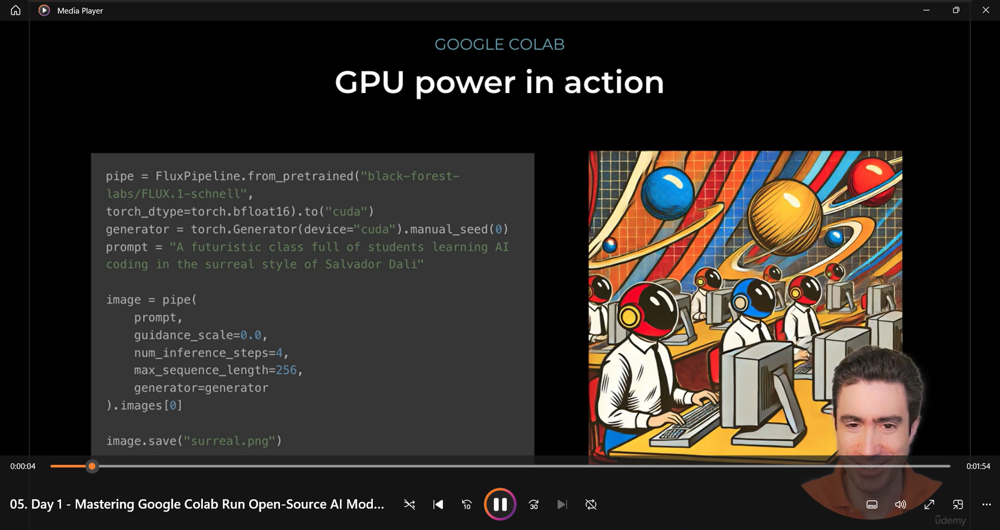 Media Player
GOOGLE COLAB
GPU power in action
pipe = FluxPipeline.from_pretrained("black-forest-
labs/FLUX.1-schnell",
torch_dtype=torch.bfloat16).to("cuda")
generator = torch.Generator(device="cuda").manual_seed(0)
prompt = "A futuristic class full of students learning AI
coding in the surreal style of Salvador Dali"
image = pipe(
    prompt,
    guidance_scale=0.0,
    num_inference_steps=4,
    max_sequence_length=256,
    generator=generator
).images[0]
image.save("surreal.png")
0:00:04
0:01:54
05. Day 1 - Mastering Google Colab Run Open-Source AI Mod...
10
30
ûdemy